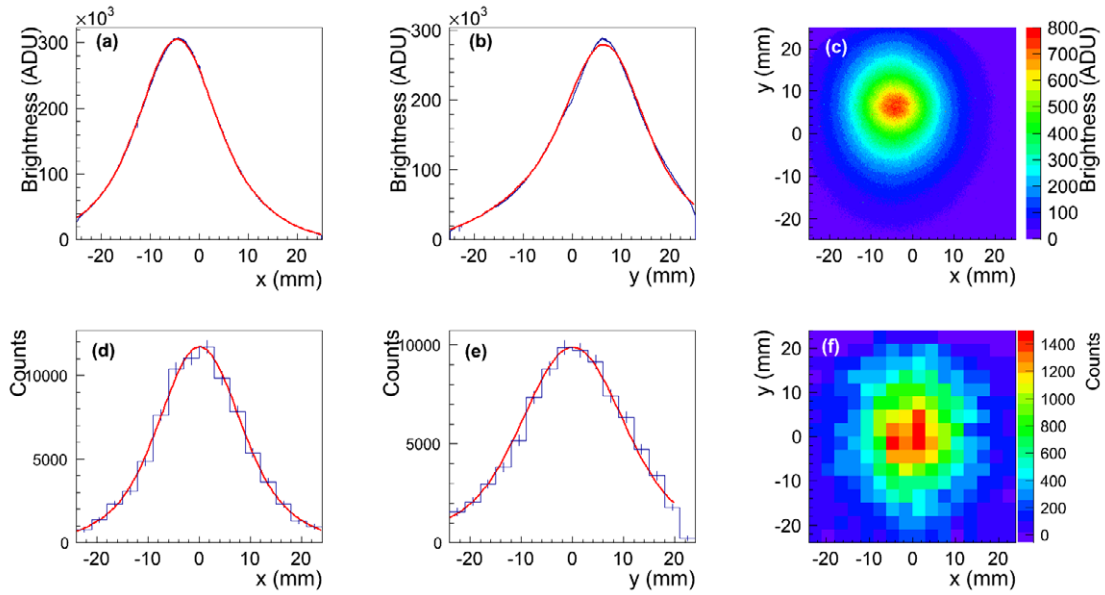 ×10³
(a)
Brightness (ADU)
300
200
100
0
-20 -10 0 10 20
x (mm)
×10³
(b)
Brightness (ADU)
300
200
100
0
-20 -10 0 10 20
y (mm)
(c)
y (mm)
20
10
0
-10
-20
-20 -10 0 10 20
x (mm)
800
700
600
500
400
300
200
100
0
Brightness (ADU)
(d)
Counts
10000
5000
0
-20 -10 0 10 20
x (mm)
(e)
Counts
10000
5000
0
-20 -10 0 10 20
y (mm)
(f)
y (mm)
20
10
0
-10
-20
-20 -10 0 10 20
x (mm)
1400
1200
1000
800
600
400
200
0
Counts